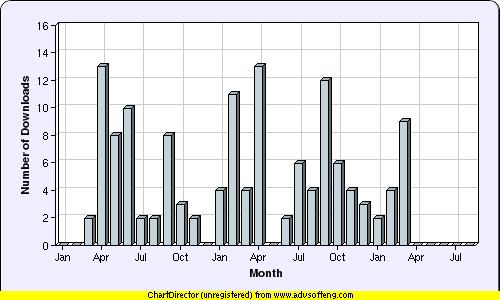 16
14
12
10
8
6
4
2
0
Number of Downloads
Jan Apr Jul Oct Jan Apr Jul Oct Jan Apr Jul
Month
ChartDirector (unregistered) from www.advsofteng.com